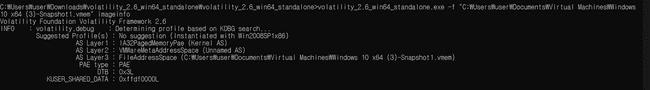 C:₩Users₩user₩Downloads₩volatility_2.6_win64_standalone₩volatility_2.6_win64_standalone>volatility_2.6_win64_standalone.exe -f "C:₩Users₩user₩Documents₩Virtual Machines₩Windows
10 x64 (3)-Snapshot1.vmem" imageinfo
Volatility Foundation Volatility Framework 2.6
INFO    : volatility.debug    : Determining profile based on KDBG search...
Suggested Profile(s) : No suggestion (Instantiated with Win2008SP1x86)
AS Layer1 : IA32PagedMemoryPae (Kernel AS)
AS Layer2 : VMWareMetaAddressSpace (Unnamed AS)
AS Layer3 : FileAddressSpace (C:₩Users₩user₩Documents₩Virtual Machines₩Windows 10 x64 (3)-Snapshot1.vmem)
PAE type : PAE
DTB : 0x3L
KUSER_SHARED_DATA : 0xffdf0000L